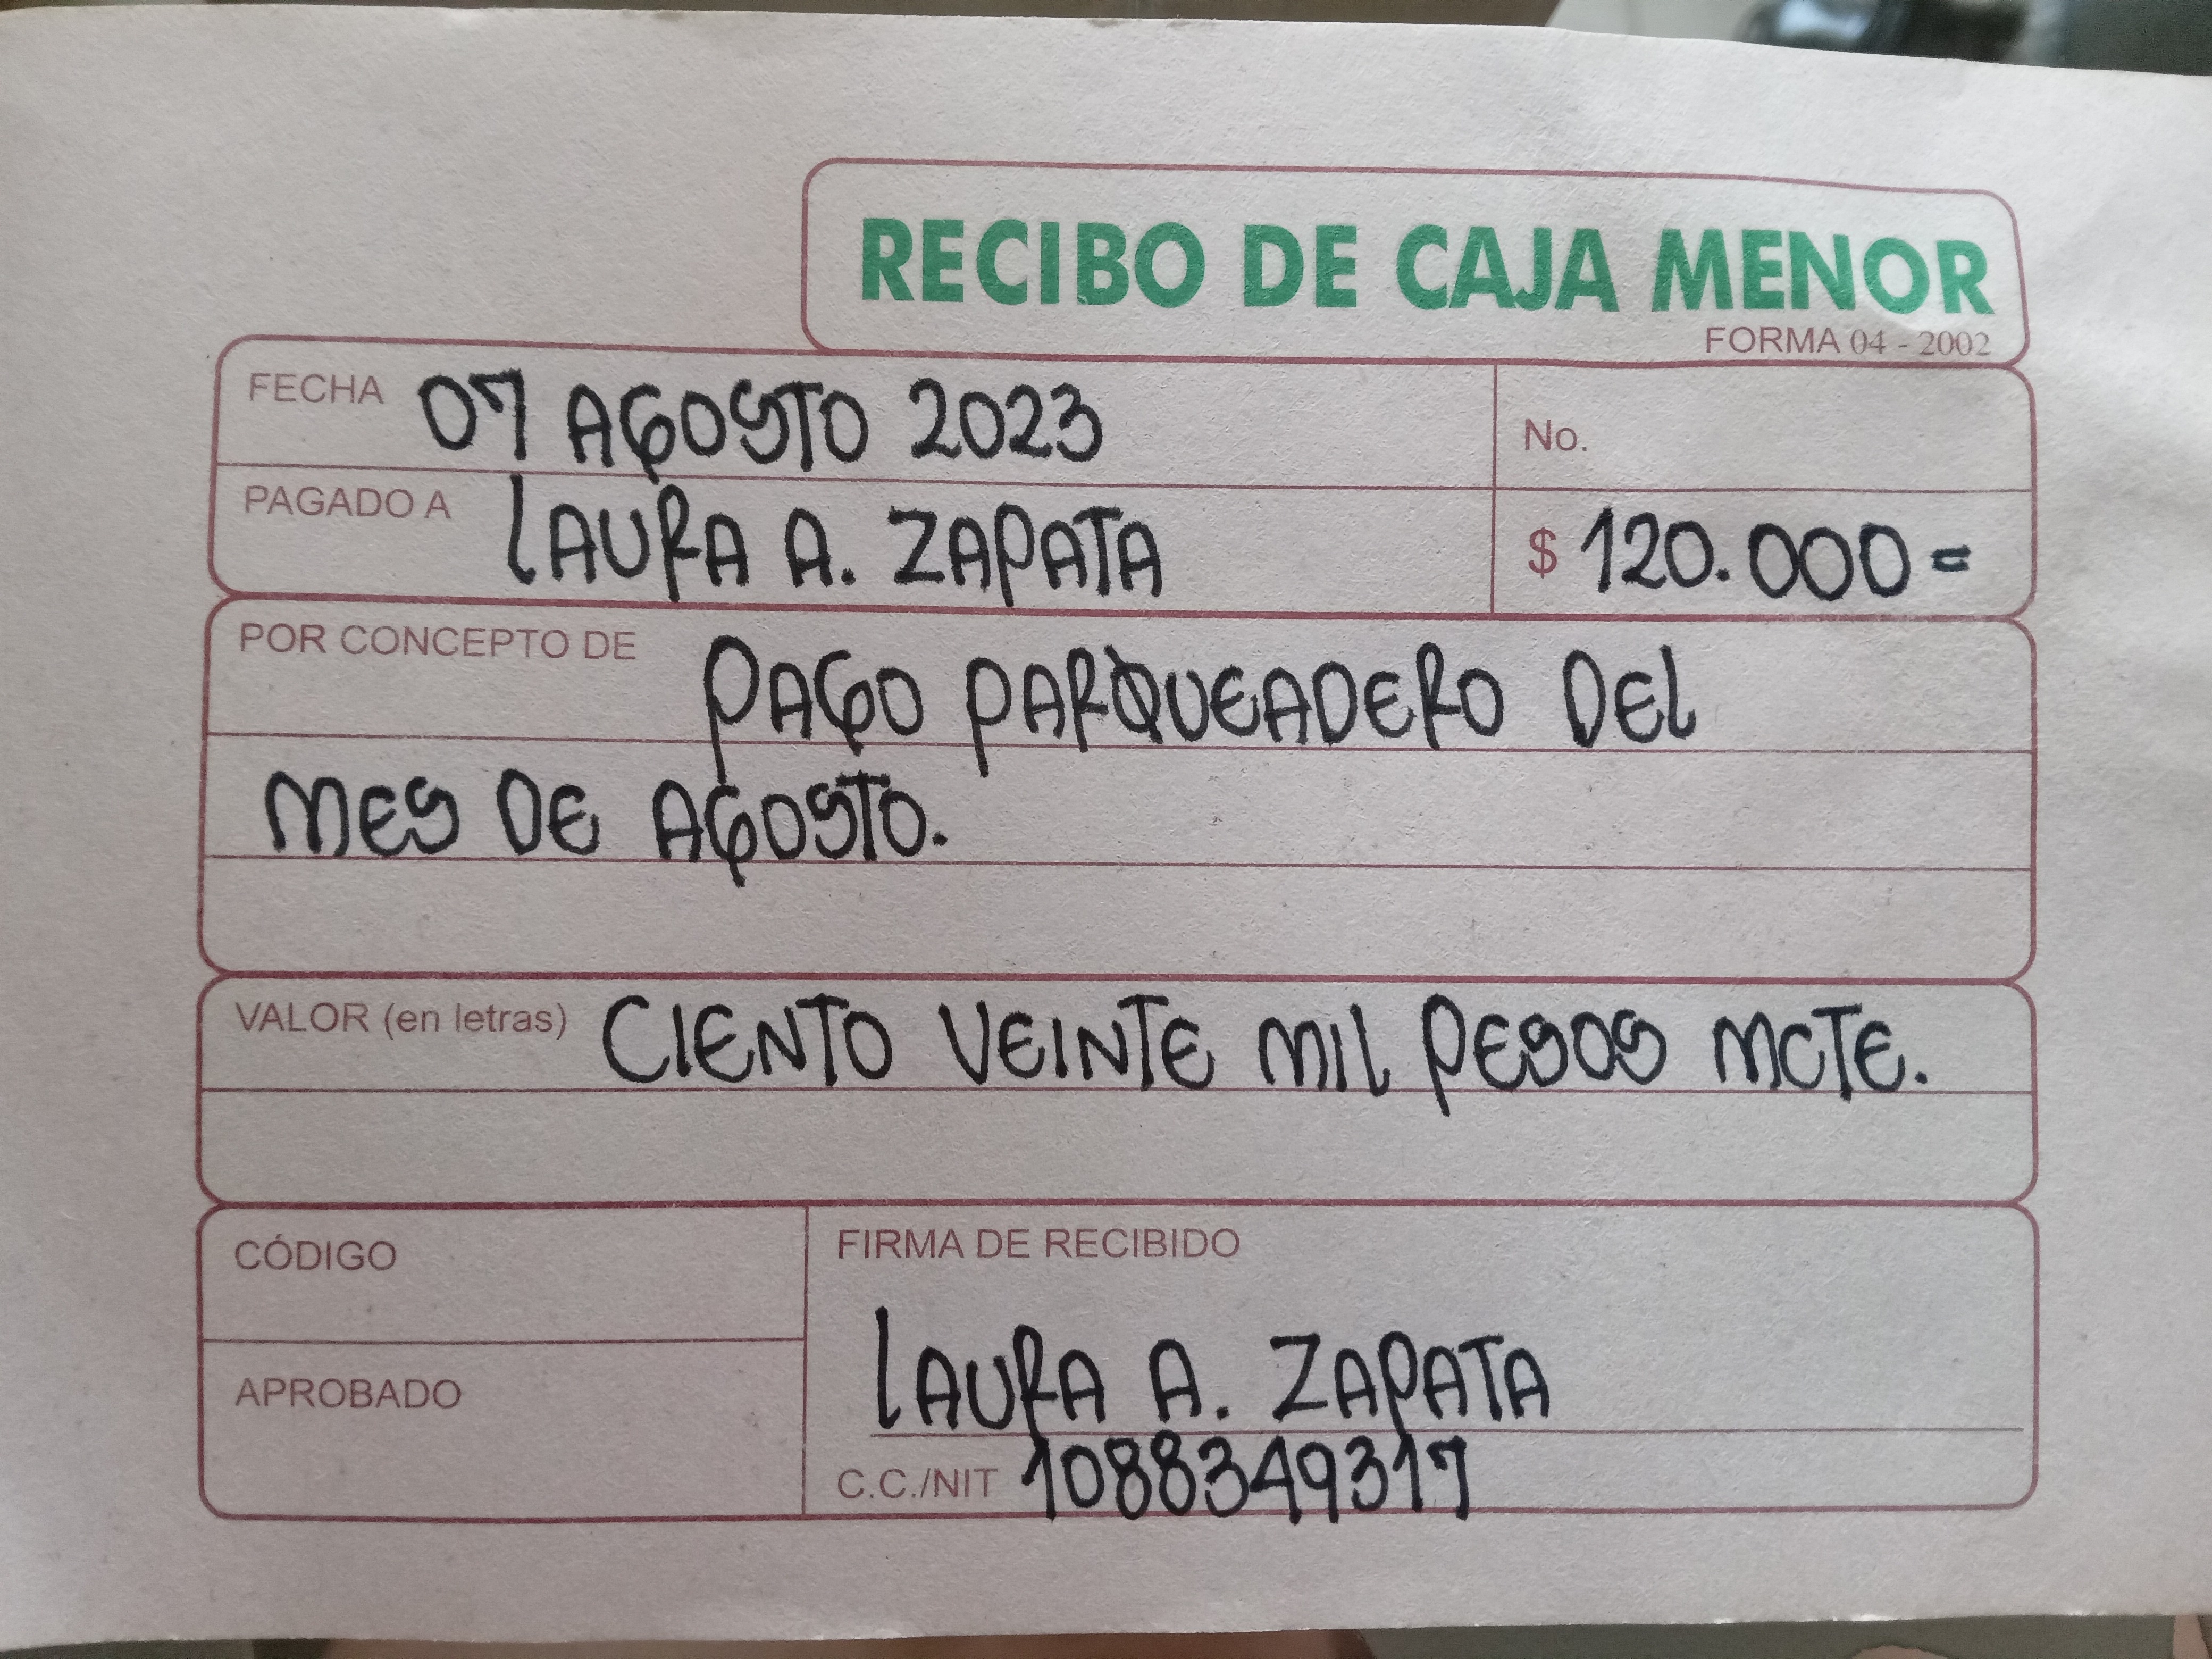 RECIBO DE CAJA MENOR
FORMA 04 - 2002
FECHA 07 AGOSTO 2023
No.
PAGADO A LAURA A. ZAPATA
$ 120.000=
POR CONCEPTO DE PAGO PARQUEADERO DEL
MES DE AGOSTO.
VALOR (en letras) CIENTO VEINTE MIL PESOS MCTE.
CÓDIGO
FIRMA DE RECIBIDO
APROBADO
LAURA A. ZAPATA
C.C./NIT 1088349317